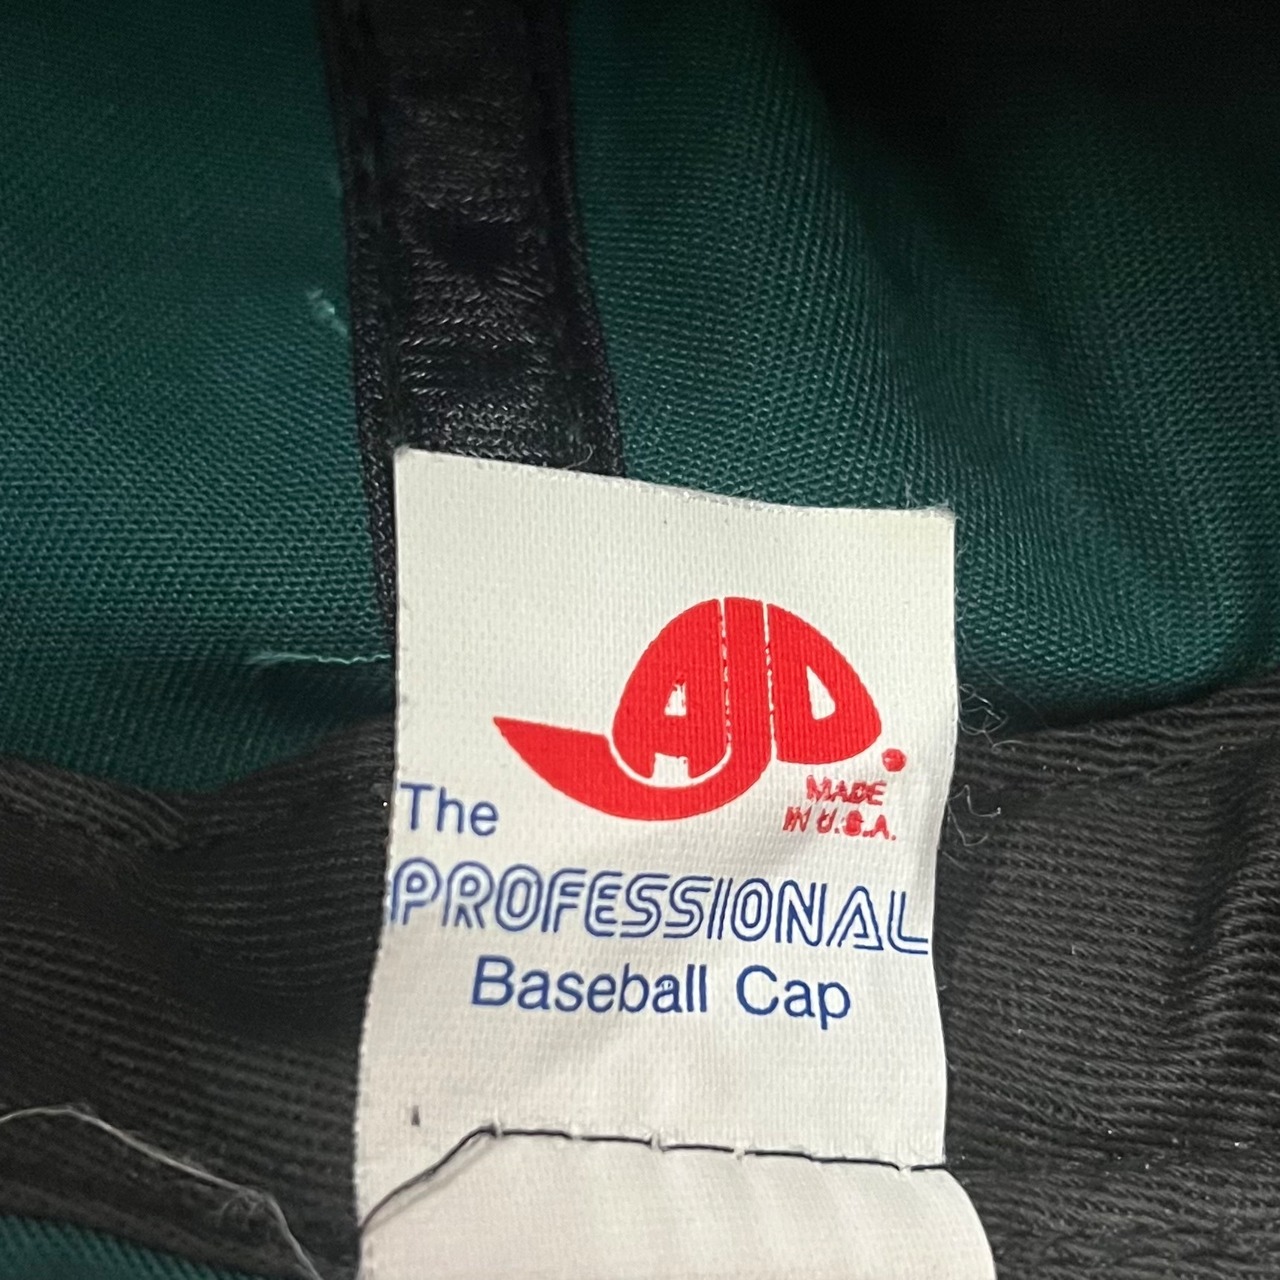 AJD
MADE
IN U.S.A.
The
PROFESSIONAL
Baseball Cap